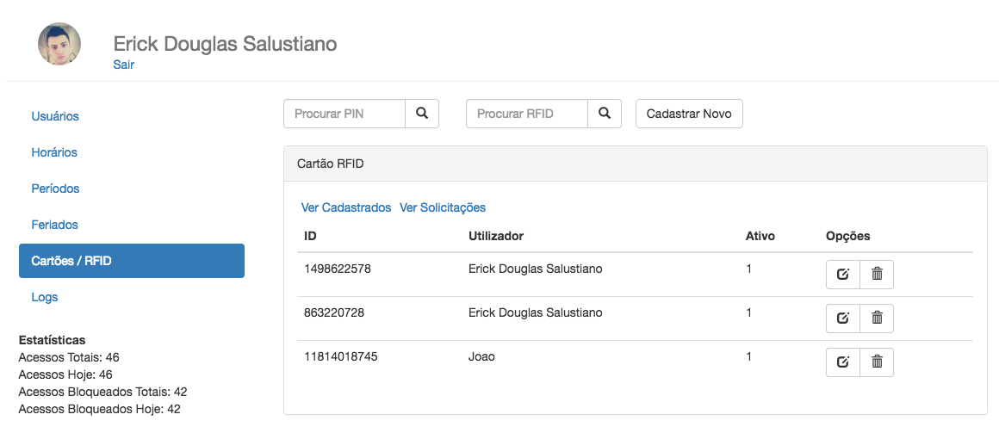 Erick Douglas Salustiano
Sair
Usuários
Horários
Períodos
Feriados
Cartões / RFID
Logs
Estatísticas
Acessos Totais: 46
Acessos Hoje: 46
Acessos Bloqueados Totais: 42
Acessos Bloqueados Hoje: 42
Procurar PIN Procurar RFID Cadastrar Novo
Cartão RFID
Ver Cadastrados Ver Solicitações
ID Utilizador Ativo Opções
1498622578 Erick Douglas Salustiano 1
863220728 Erick Douglas Salustiano 1
11814018745 Joao 1